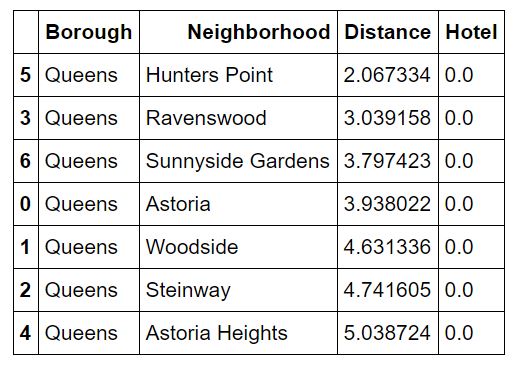 Borough Neighborhood Distance Hotel
5 Queens Hunters Point 2.067334 0.0
3 Queens Ravenswood 3.039158 0.0
6 Queens Sunnyside Gardens 3.797423 0.0
0 Queens Astoria 3.938022 0.0
1 Queens Woodside 4.631336 0.0
2 Queens Steinway 4.741605 0.0
4 Queens Astoria Heights 5.038724 0.0